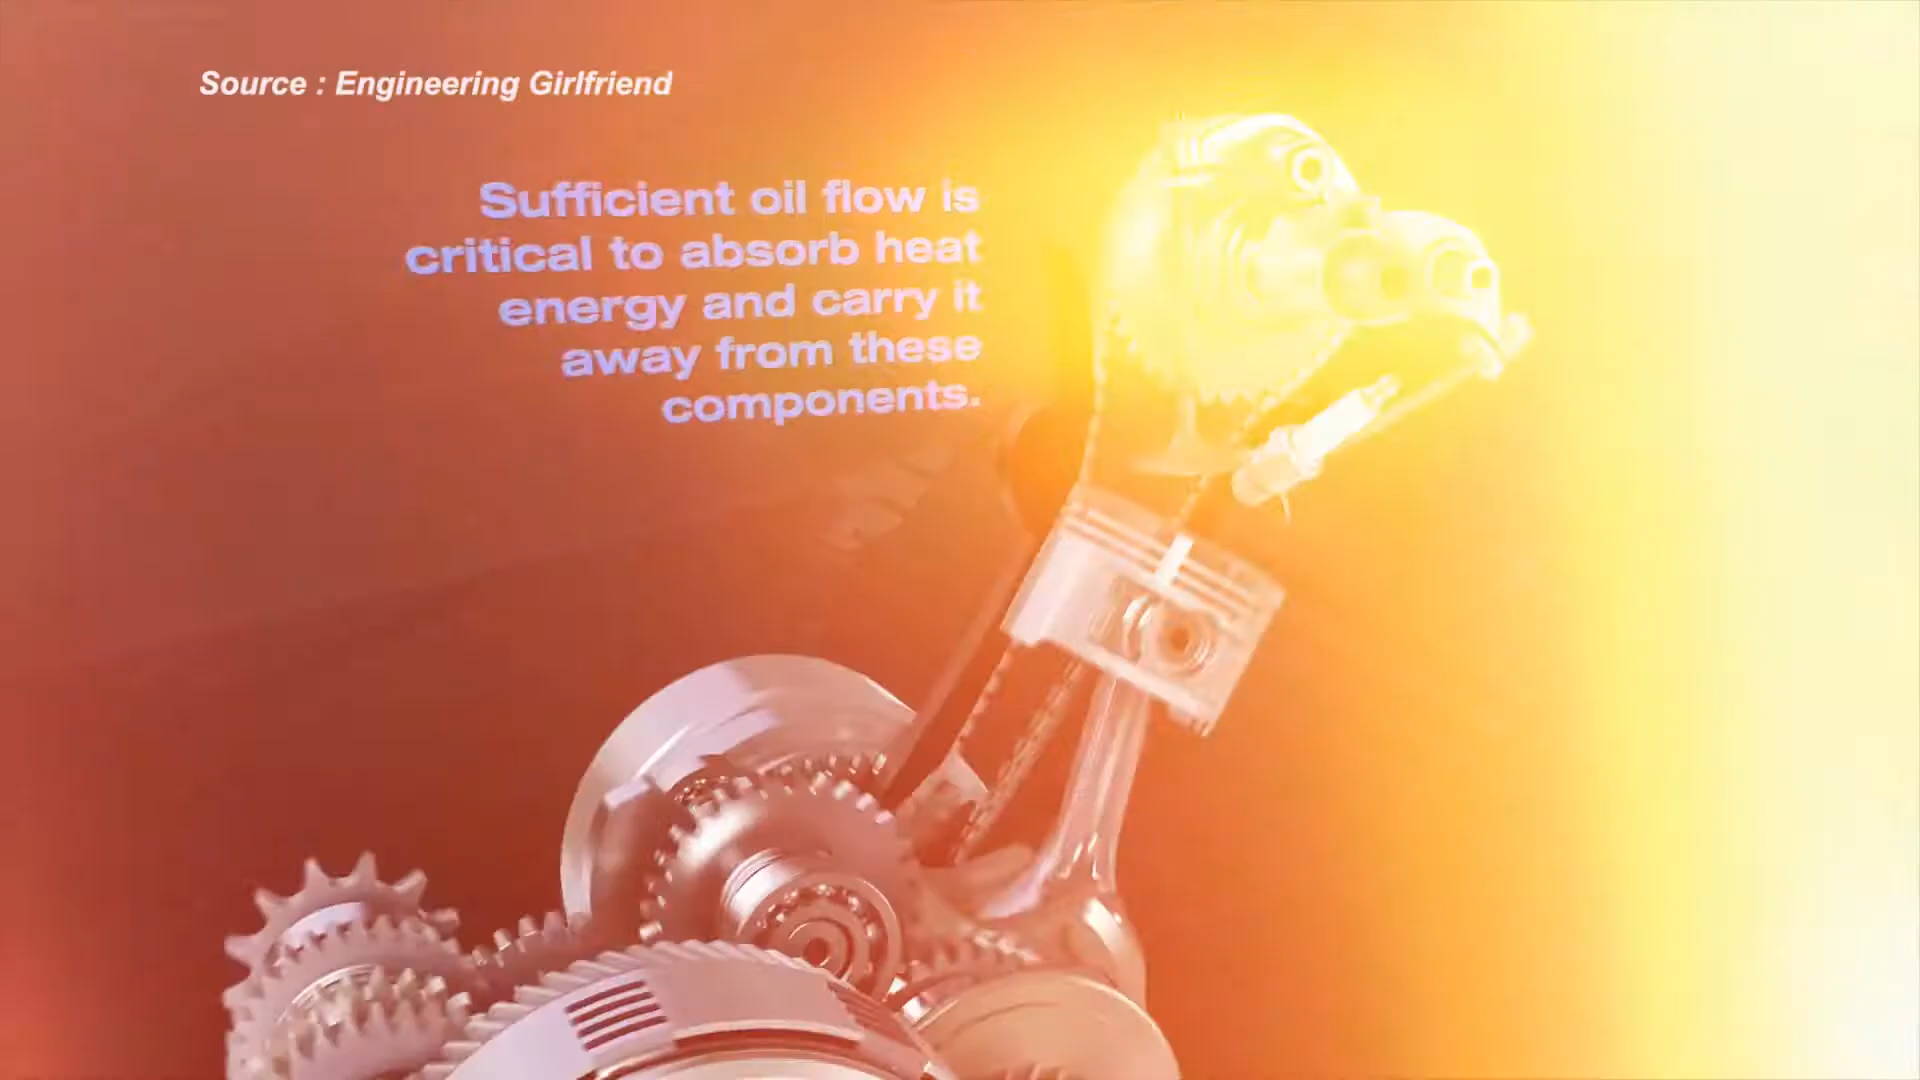 Source : Engineering Girlfriend
Sufficient oil flow is
critical to absorb heat
energy and carry it
away from these
components.